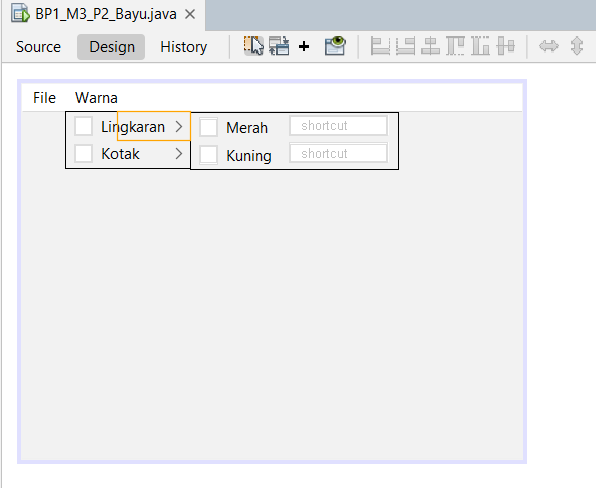 BP1_M3_P2_Bayu.java
Source Design History
File Warna
Lingkaran Merah shortcut
Kotak Kuning shortcut